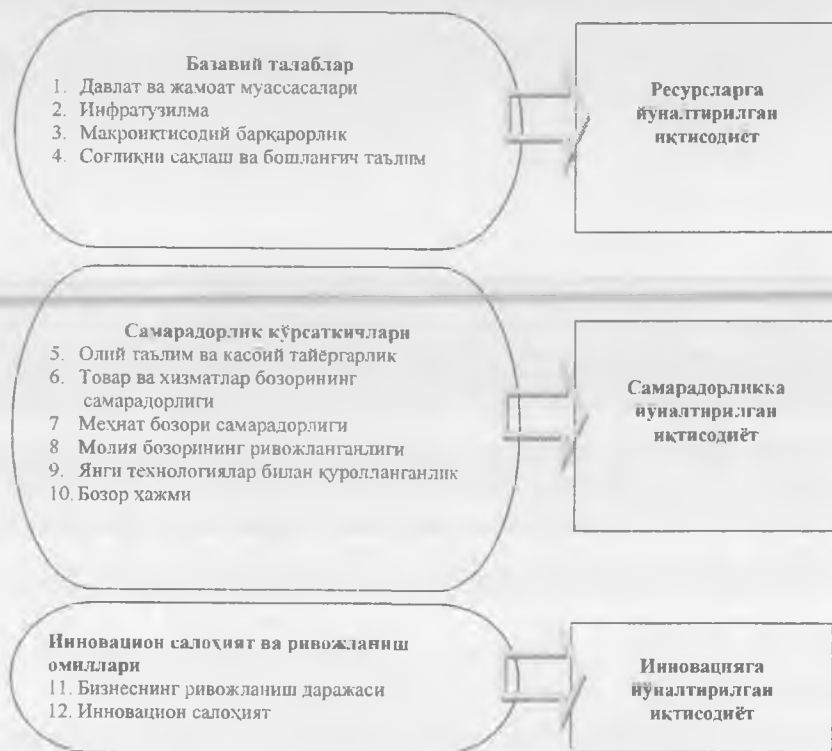 Базавий талаблар
1. Давлат ва жамоат муассасалари
2. Инфратузилма
3. Макроиқтисодий барқарорлик
4. Соғлиқни сақлаш ва бошланғич таълим
Ресурсларга
йўналтирилган
иқтисодиёт
Самарадорлик кўрсаткичлари
5. Олий таълим ва касбий тайёргарлик
6. Товар ва хизматлар бозорининг
самарадорлиги
7 Меҳнат бозори самарадорлиги
8 Молия бозорининг ривожланганлиги
9. Янги технологиялар билан қуролланганлик
10. Бозор ҳажми
Самарадорликка
йўналтирилган
иқтисодиёт
Инновацион салоҳият ва ривожланиш
омиллари
11. Бизнеснинг ривожланиш даражаси
12. Инновацион салоҳият
Инновацияга
йўналтирилган
иқтисодиёт